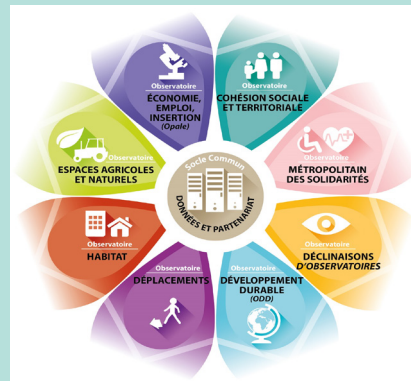 Observatoire
ÉCONOMIE,
EMPLOI,
INSERTION
(Opale)
Observatoire
COHÉSION SOCIALE
ET TERRITORIALE
Observatoire
ESPACES AGRICOLES
ET NATURELS
Observatoire
MÉTROPOLITAIN
DES SOLIDARITÉS
Socle Commun
DONNÉES ET PARTENARIAT
Observatoire
HABITAT
Observatoire
DÉCLINAISONS
D'OBSERVATOIRES
Observatoire
DÉPLACEMENTS
Observatoire
DÉVELOPPEMENT
DURABLE
(ODD)